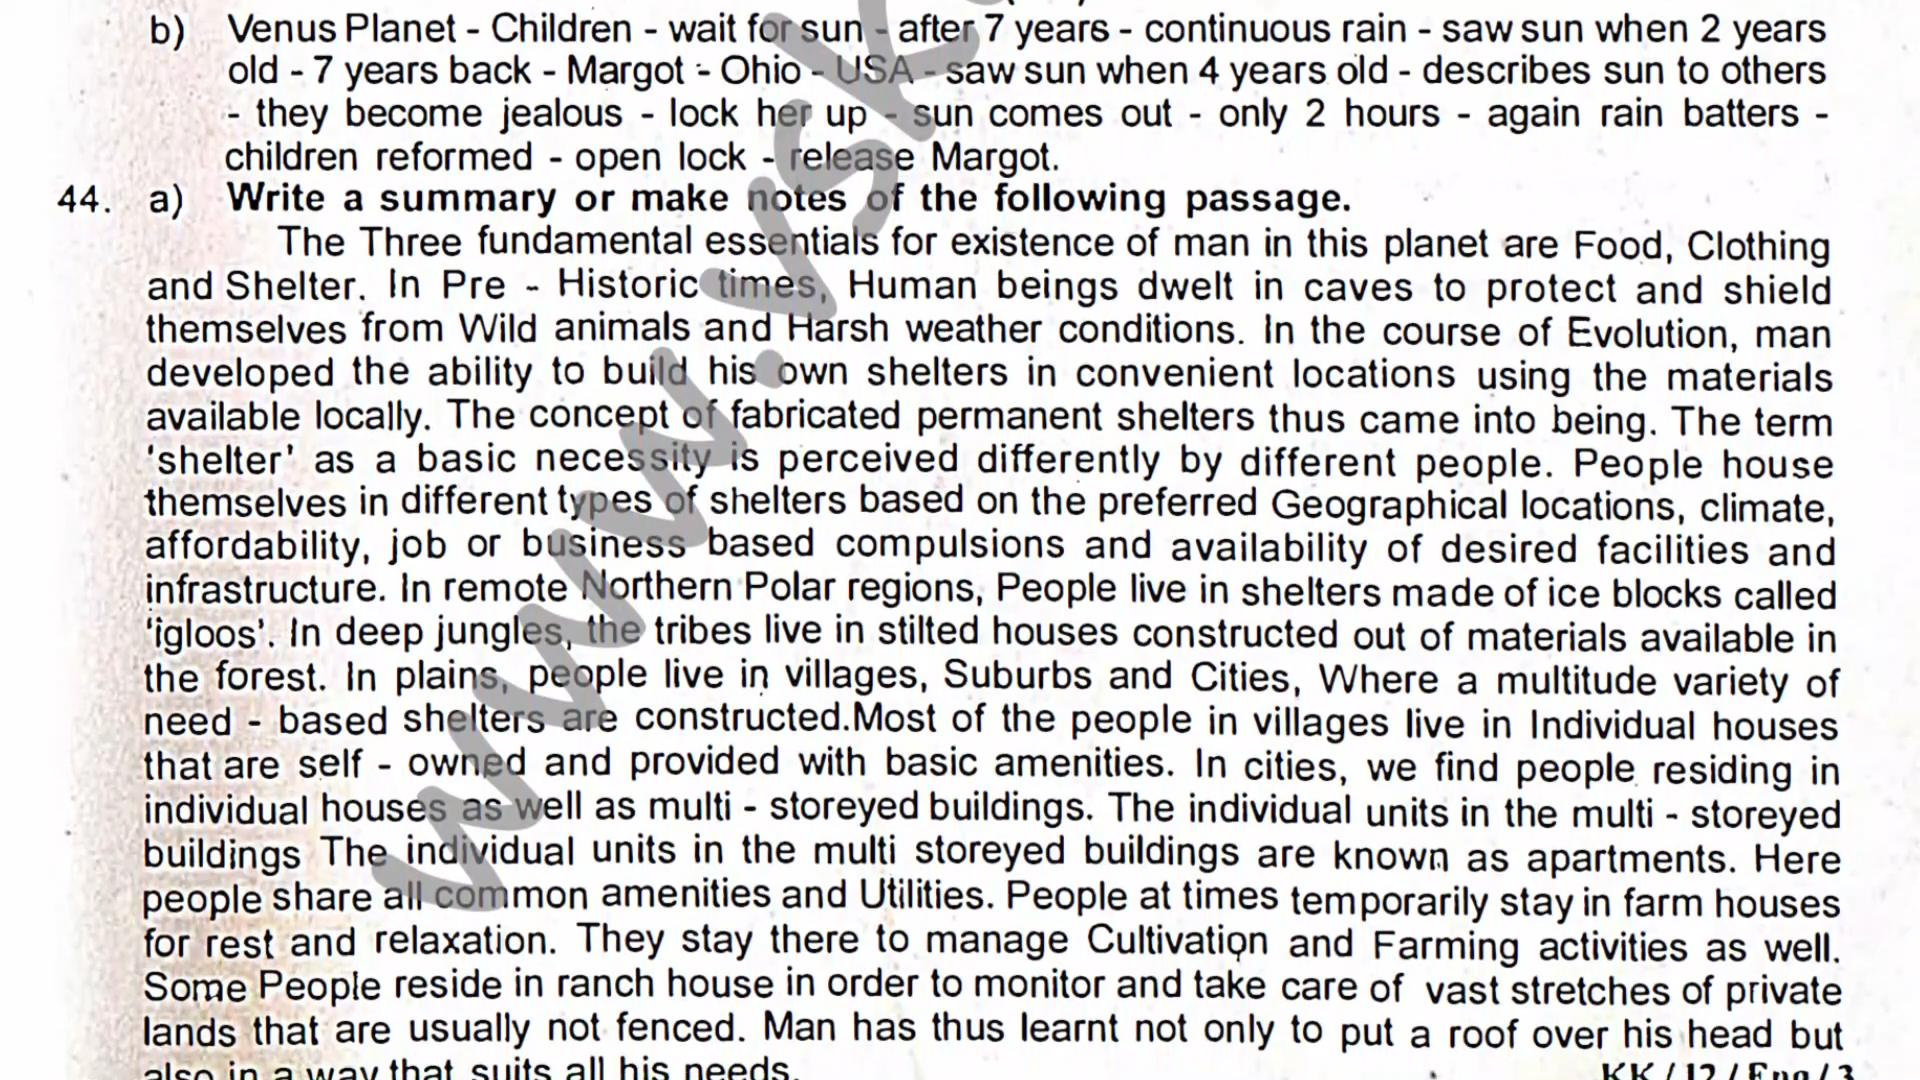 b) Venus Planet - Children - wait for sun - after 7 years - continuous rain - saw sun when 2 years
old - 7 years back - Margot - Ohio - USA - saw sun when 4 years old - describes sun to others
- they become jealous - lock her up - sun comes out - only 2 hours - again rain batters -
children reformed - open lock - release Margot.
44. a) Write a summary or make notes of the following passage.
The Three fundamental essentials for existence of man in this planet are Food, Clothing
and Shelter. In Pre - Historic times, Human beings dwelt in caves to protect and shield
themselves from Wild animals and Harsh weather conditions. In the course of Evolution, man
developed the ability to build his own shelters in convenient locations using the materials
available locally. The concept of fabricated permanent shelters thus came into being. The term
'shelter' as a basic necessity is perceived differently by different people. People house
themselves in different types of shelters based on the preferred Geographical locations, climate,
affordability, job or business based compulsions and availability of desired facilities and
infrastructure. In remote Northern Polar regions, People live in shelters made of ice blocks called
'igloos'. In deep jungles, the tribes live in stilted houses constructed out of materials available in
the forest. In plains, people live in villages, Suburbs and Cities, Where a multitude variety of
need - based shelters are constructed.Most of the people in villages live in Individual houses
that are self - owned and provided with basic amenities. In cities, we find people residing in
individual houses as well as multi - storeyed buildings. The individual units in the multi - storeyed
buildings The individual units in the multi storeyed buildings are known as apartments. Here
people share all common amenities and Utilities. People at times temporarily stay in farm houses
for rest and relaxation. They stay there to manage Cultivation and Farming activities as well.
Some People reside in ranch house in order to monitor and take care of vast stretches of private
lands that are usually not fenced. Man has thus learnt not only to put a roof over his head but
also in a way that suits all his needs.
KK / 12 / Eng / 3
www.vsk